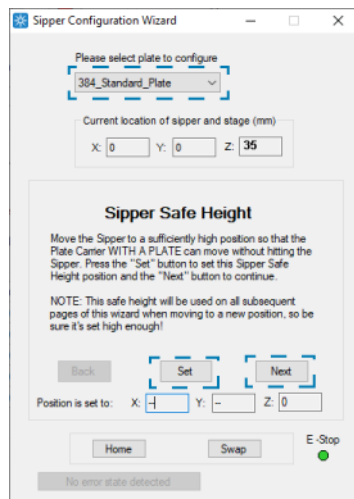 Sipper Configuration Wizard
Please select plate to configure
384_Standard_Plate
Current location of sipper and stage (mm)
X: 0 Y: 0 Z: 35
Sipper Safe Height
Move the Sipper to a sufficiently high position so that the
Plate Carrier WITH A PLATE can move without hitting the
Sipper. Press the "Set" button to set this Sipper Safe
Height position and the "Next" button to continue.
NOTE: This safe height will be used on all subsequent
pages of this wizard when moving to a new position, so be
sure it's set high enough!
Back Set Next
Position is set to: X: -- Y: -- Z: 0
Home Swap E -Stop
No error state detected